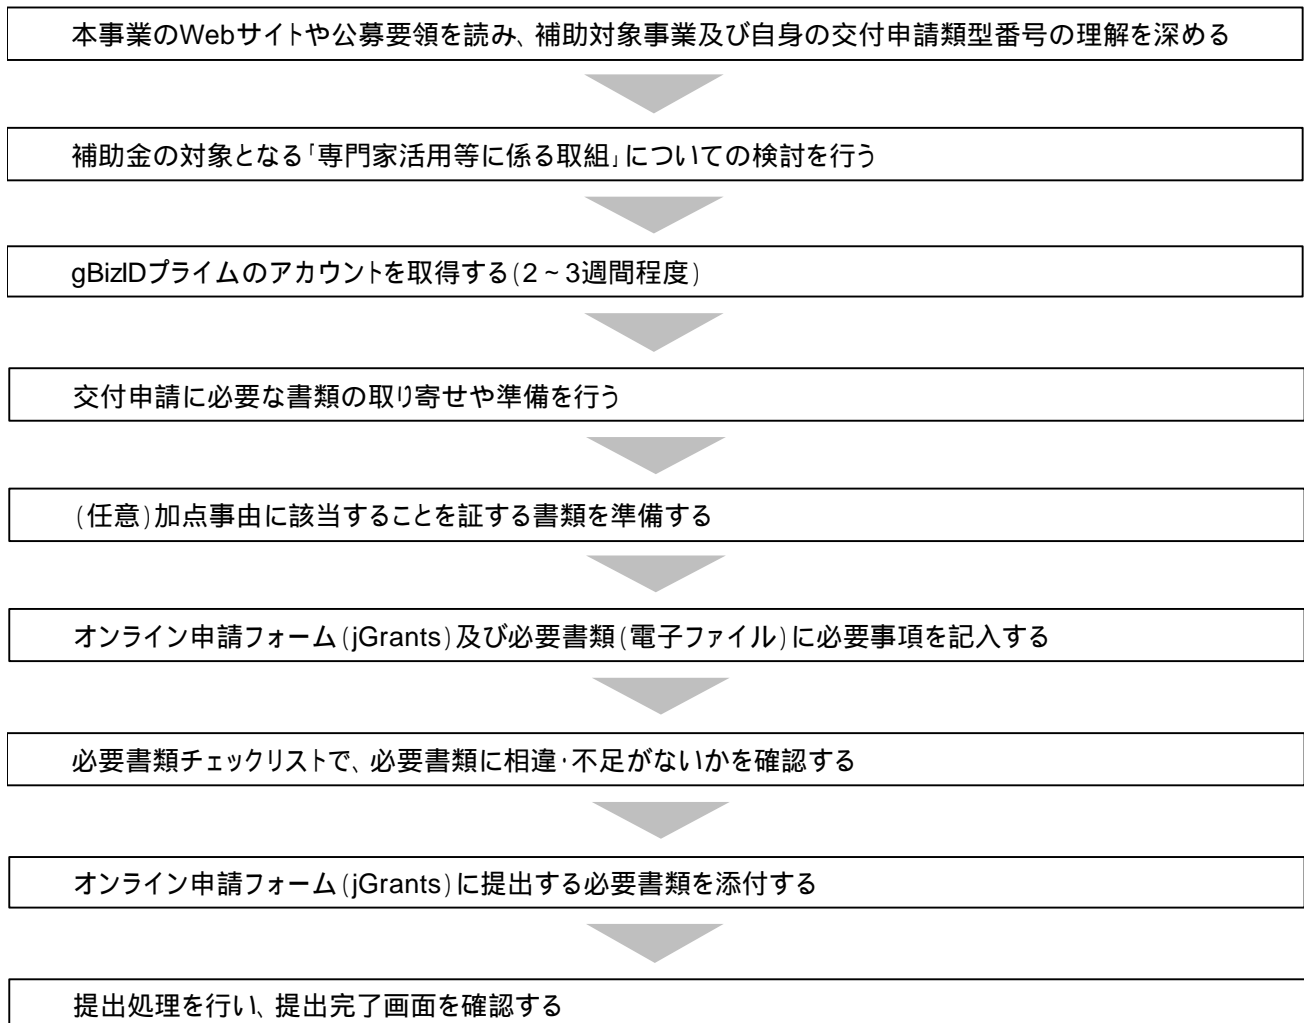 本事業のWebサイトや公募要領を読み、補助対象事業及び自身の交付申請類型番号の理解を深める
補助金の対象となる「専門家活用等に係る取組」についての検討を行う
gBizIDプライムのアカウントを取得する(2~3週間程度)
交付申請に必要な書類の取り寄せや準備を行う
(任意)加点事由に該当することを証する書類を準備する
オンライン申請フォーム(jGrants)及び必要書類(電子ファイル)に必要事項を記入する
必要書類チェックリストで、必要書類に相違・不足がないかを確認する
オンライン申請フォーム(jGrants)に提出する必要書類を添付する
提出処理を行い、提出完了画面を確認する